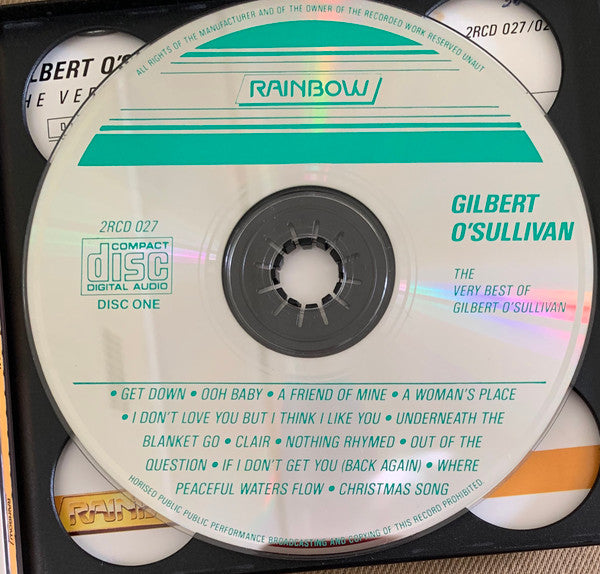 ALL RIGHTS OF THE MANUFACTURER AND OF THE OWNER OF THE RECORDED WORK RESERVED UNAUT
2RCD 027/02
LBERT O'S
HE VER
RAINBOW
2RCD 027
COMPACT
disc
DIGITAL AUDIO
DISC ONE
GILBERT
O'SULLIVAN
THE
VERY BEST OF
GILBERT O'SULLIVAN
• GET DOWN • OOH BABY • A FRIEND OF MINE • A WOMAN'S PLACE
• I DON'T LOVE YOU BUT I THINK I LIKE YOU • UNDERNEATH THE
BLANKET GO • CLAIR • NOTHING RHYMED • OUT OF THE
QUESTION • IF I DON'T GET YOU (BACK AGAIN) • WHERE
PEACEFUL WATERS FLOW • CHRISTMAS SONG
HORISED PUBLIC PUBLIC PERFORMANCE BROADCASTING AND COPYING OF THIS RECORD PROHIBITED
RAIN